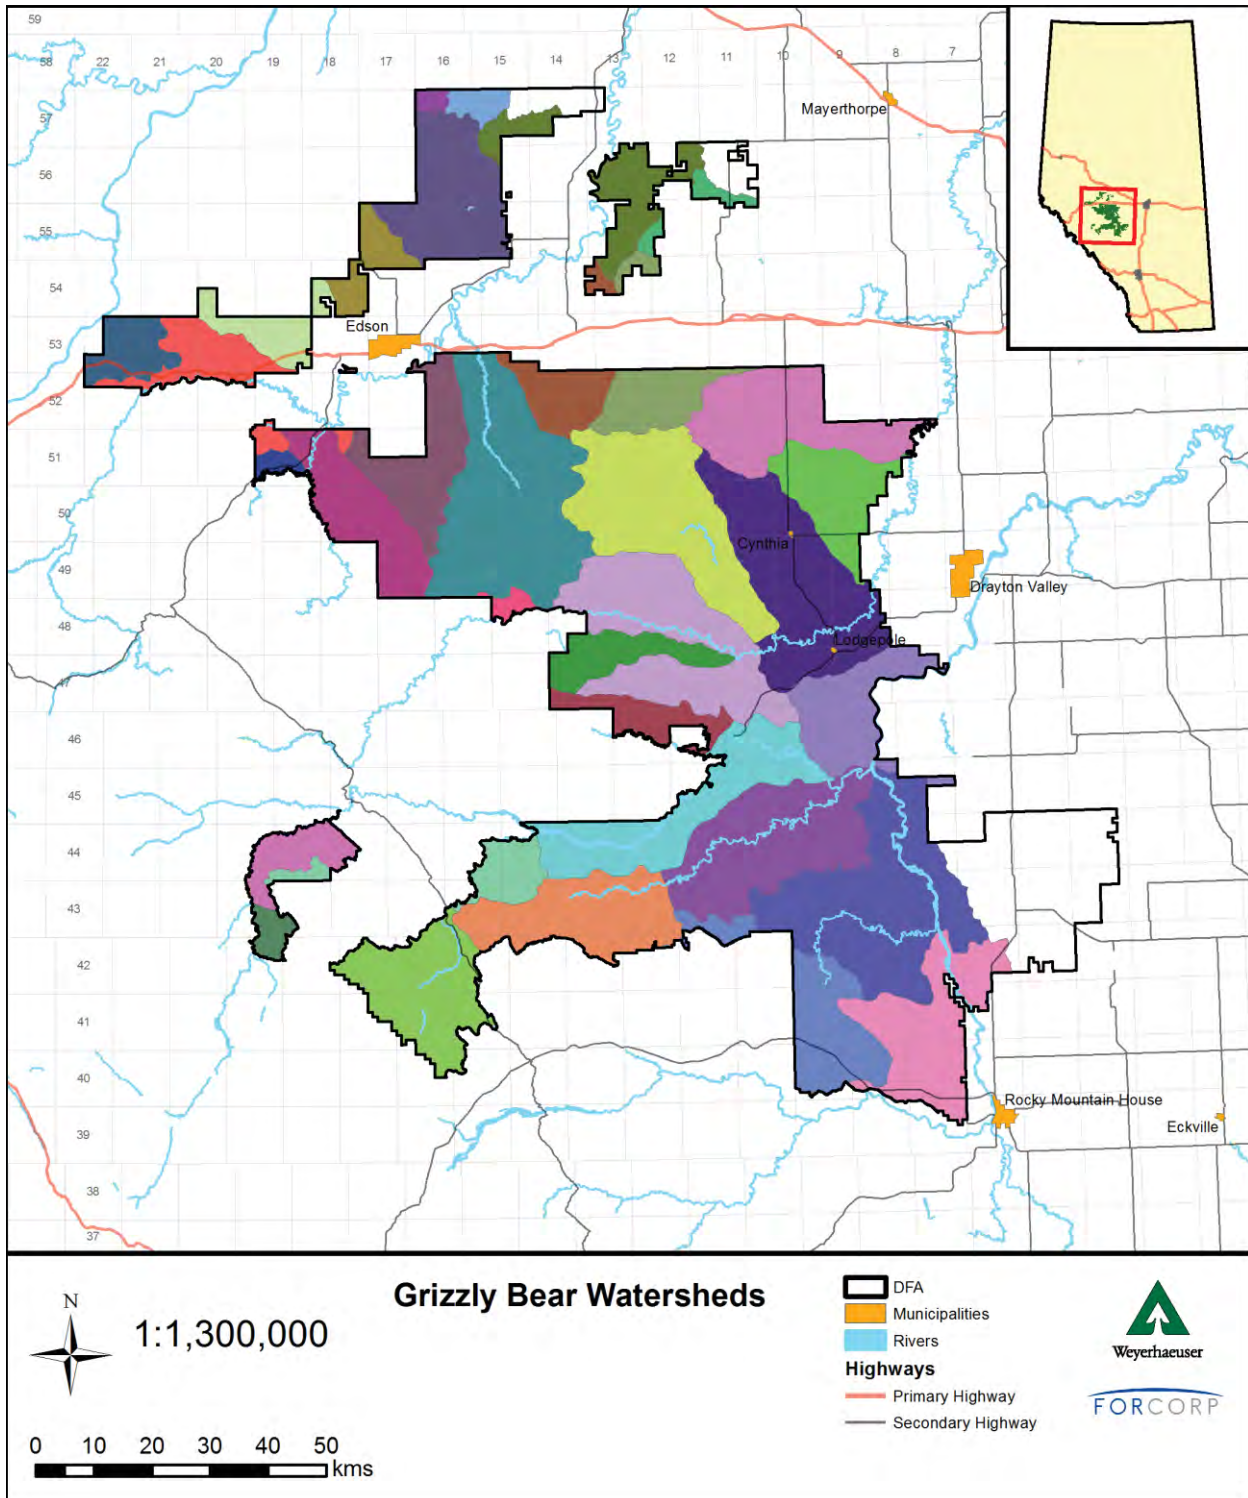 59
58 22 21 20 19 18 17 16 14 13 12 11 10 9 8 7
57
Mayerthorpe
56
55
54
Edson
53
52
51
50
Cynthia
49
Drayton Valley
48
Lodgepole
47
46
45
44
43
42
41
40
Rocky Mountain House
39
Eckville
38
37
Grizzly Bear Watersheds
N
1:1,300,000
0 10 20 30 40 50
kms
DFA
Municipalities
Rivers
Highways
Primary Highway
Secondary Highway
Weyerhaeuser
FORCORP